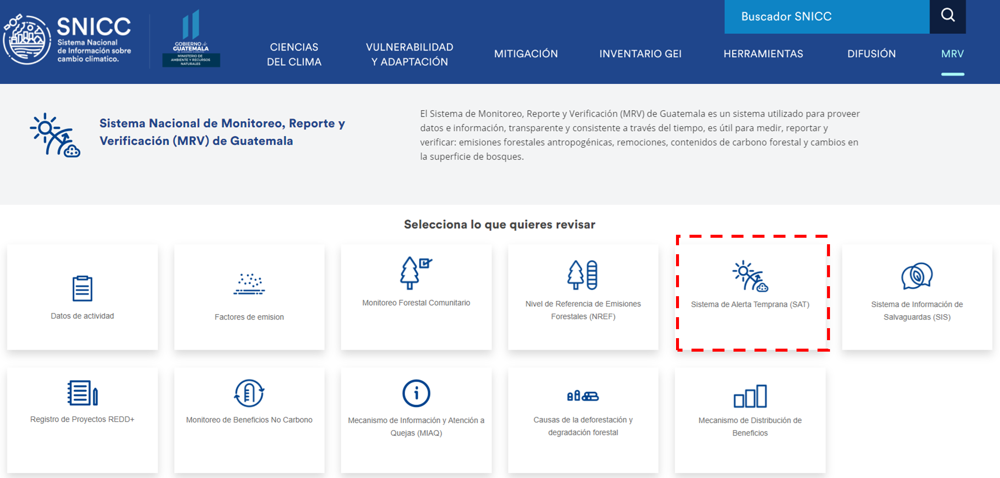 SNICC
Sistema Nacional
de Información sobre
cambio climatico.
GOBIERNO de
GUATEMALA
MINISTERIO DE
AMBIENTE Y RECURSOS
NATURALES
Buscador SNICC
CIENCIAS
DEL CLIMA
VULNERABILIDAD
Y ADAPTACIÓN
MITIGACIÓN
INVENTARIO GEI
HERRAMIENTAS
DIFUSIÓN
MRV
Sistema Nacional de Monitoreo, Reporte y
Verificación (MRV) de Guatemala
El Sistema de Monitoreo, Reporte y Verificación (MRV) de Guatemala es un sistema utilizado para proveer
datos e información, transparente y consistente a través del tiempo, es útil para medir, reportar y
verificar: emisiones forestales antropogénicas, remociones, contenidos de carbono forestal y cambios en
la superficie de bosques.
Selecciona lo que quieres revisar
Datos de actividad
Factores de emision
Monitoreo Forestal Comunitario
Nivel de Referencia de Emisiones
Forestales (NREF)
Sistema de Alerta Temprana (SAT)
Sistema de Información de
Salvaguardas (SIS)
Registro de Proyectos REDD+
Monitoreo de Beneficios No Carbono
Mecanismo de Información y Atención a
Quejas (MIAQ)
Causas de la deforestación y
degradación forestal
Mecanismo de Distribución de
Beneficios